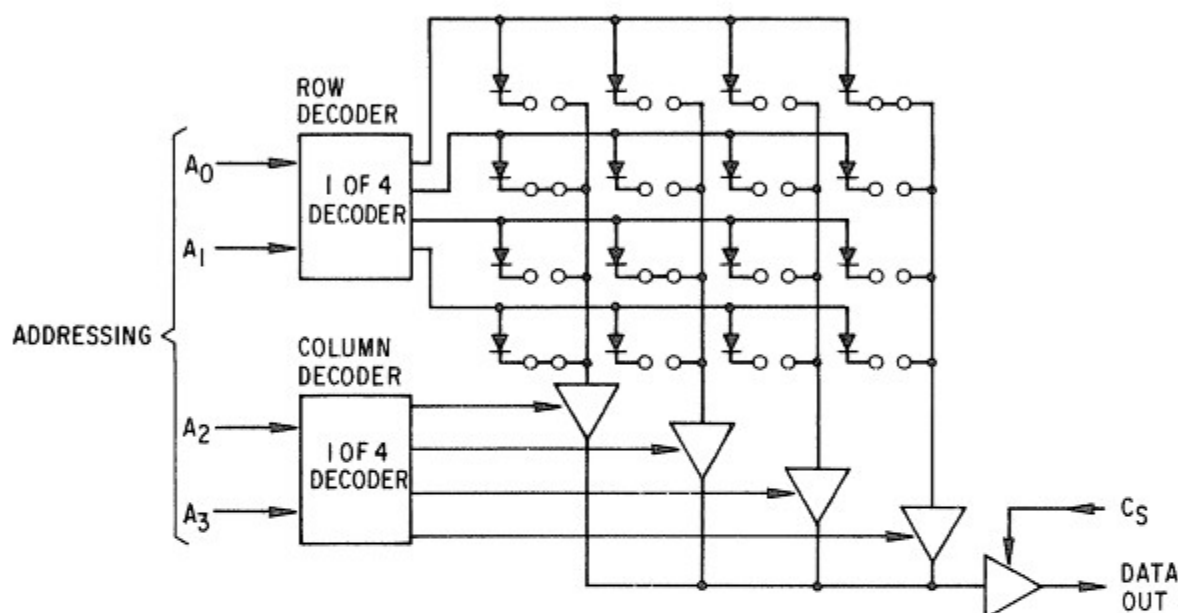 ROW
DECODER
A0
1 OF 4
DECODER
A1
ADDRESSING
COLUMN
DECODER
A2
1 OF 4
DECODER
A3
CS
DATA
OUT